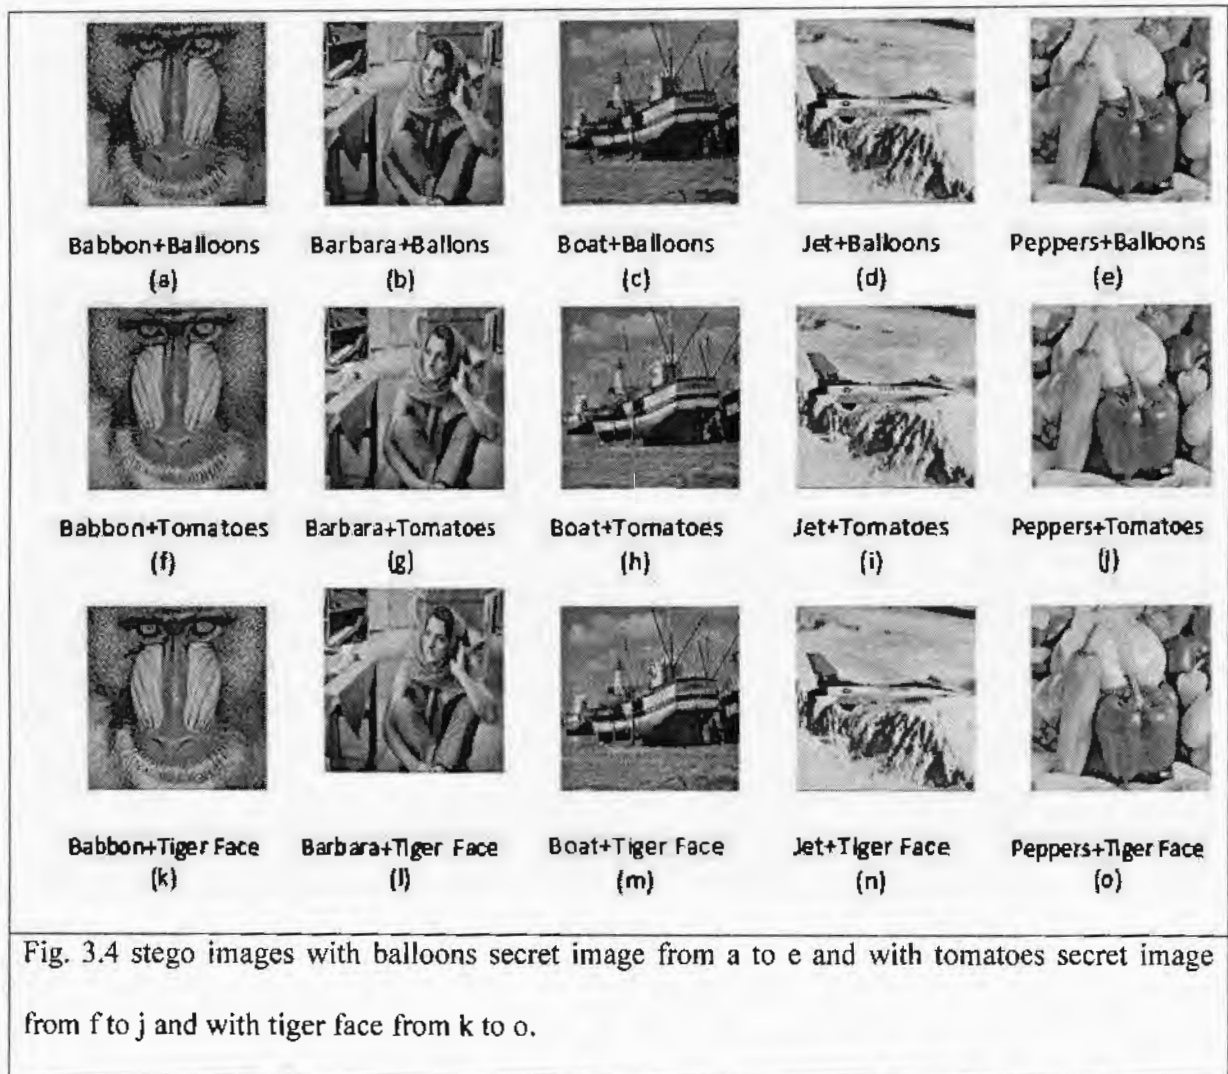 Babbon+Balloons Barbara+Ballons Boat+Balloons Jet+Balloons Peppers+Balloons
(a) (b) (c) (d) (e)
Babbon+Tomatoes Barbara+Tomatoes Boat+Tomatoes Jet+Tomatoes Peppers+Tomatoes
(f) (g) (h) (i) (j)
Babbon+Tiger Face Barbara+Tiger Face Boat+Tiger Face Jet+Tiger Face Peppers+Tiger Face
(k) (l) (m) (n) (o)
Fig. 3.4 stego images with balloons secret image from a to e and with tomatoes secret image
from f to j and with tiger face from k to o.